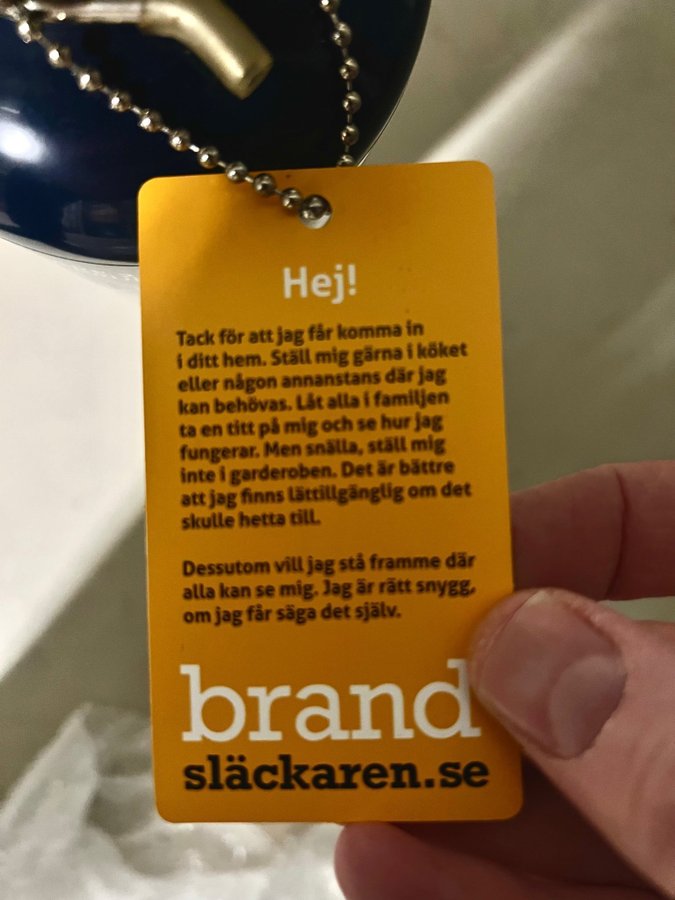 Hej!
Tack för att jag får komma in
i ditt hem. Ställ mig gärna i köket
eller någon annanstans där jag
kan behövas. Låt alla i familjen
ta en titt på mig och se hur jag
fungerar. Men snälla, ställ mig
inte i garderoben. Det är bättre
att jag finns lättillgänglig om det
skulle hetta till.
Dessutom vill jag stå framme där
alla kan se mig. Jag är rätt snygg,
om jag får säga det själv.
brand
släckaren.se